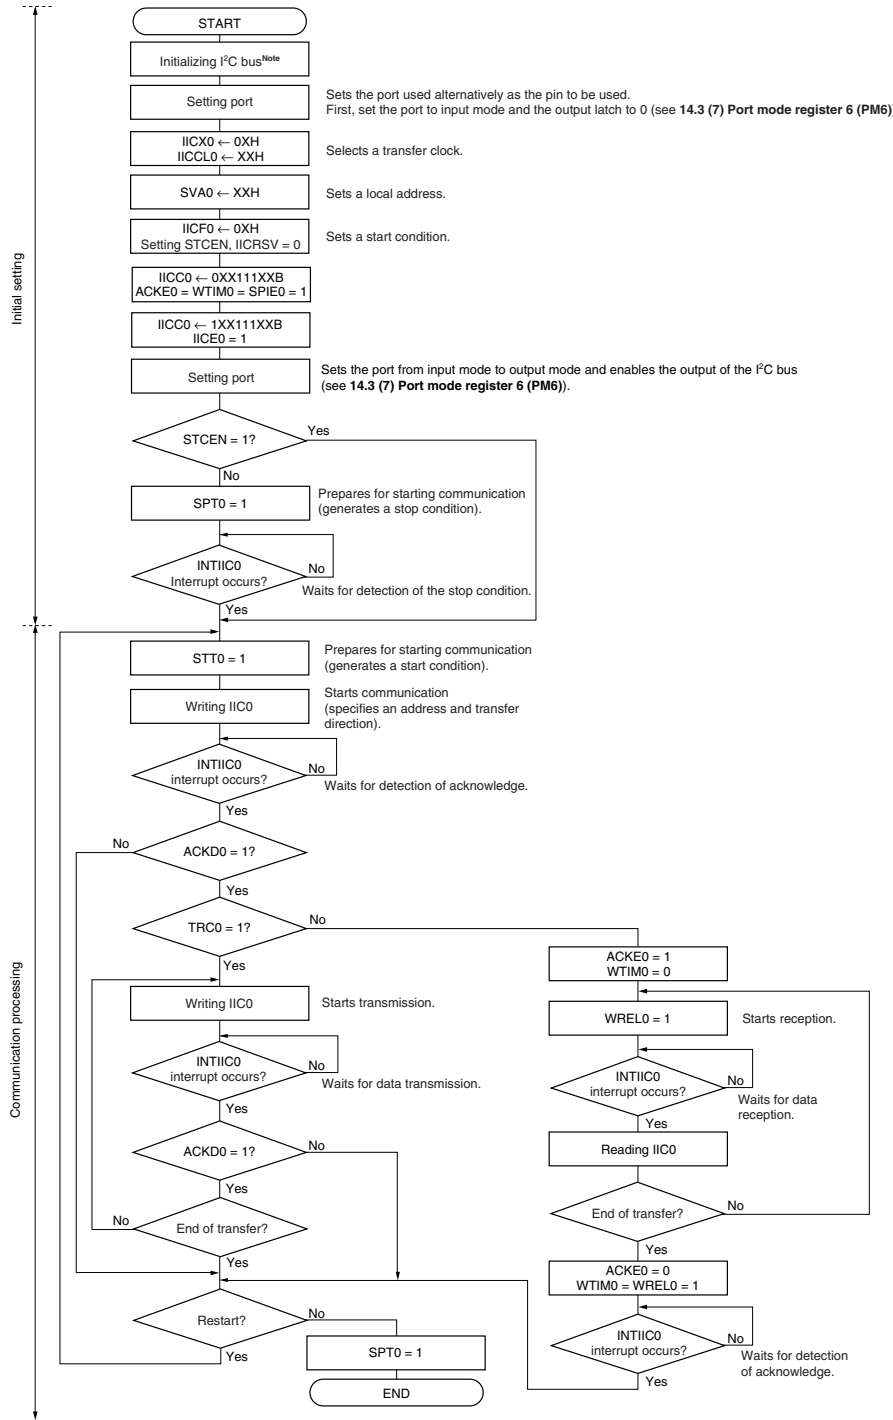 START
Initializing I²C busNote
Setting port
Sets the port used alternatively as the pin to be used.
First, set the port to input mode and the output latch to 0 (see 14.3 (7) Port mode register 6 (PM6)
IICX0 ← 0XH
IICCL0 ← XXH
Selects a transfer clock.
SVA0 ← XXH
Sets a local address.
IICF0 ← 0XH
Setting STCEN, IICRSV = 0
Sets a start condition.
Initial setting
IICC0 ← 0XX111XXB
ACKE0 = WTIM0 = SPIE0 = 1
IICC0 ← 1XX111XXB
IICE0 = 1
Setting port
Sets the port from input mode to output mode and enables the output of the I²C bus
(see 14.3 (7) Port mode register 6 (PM6)).
STCEN = 1?
Yes
No
SPT0 = 1
Prepares for starting communication
(generates a stop condition).
INTIIC0
Interrupt occurs?
No
Waits for detection of the stop condition.
Yes
STT0 = 1
Prepares for starting communication
(generates a start condition).
Writing IIC0
Starts communication
(specifies an address and transfer
direction).
INTIIC0
interrupt occurs?
No
Waits for detection of acknowledge.
Yes
No
ACKD0 = 1?
Yes
TRC0 = 1?
No
Yes
Communication processing
Writing IIC0
Starts transmission.
INTIIC0
interrupt occurs?
No
Waits for data transmission.
Yes
ACKD0 = 1?
No
Yes
No
End of transfer?
Yes
Restart?
No
Yes
SPT0 = 1
END
ACKE0 = 1
WTIM0 = 0
WREL0 = 1
Starts reception.
INTIIC0
interrupt occurs?
No
Waits for data
reception.
Yes
Reading IIC0
End of transfer?
No
Yes
ACKE0 = 0
WTIM0 = WREL0 = 1
INTIIC0
interrupt occurs?
No
Waits for detection
of acknowledge.
Yes